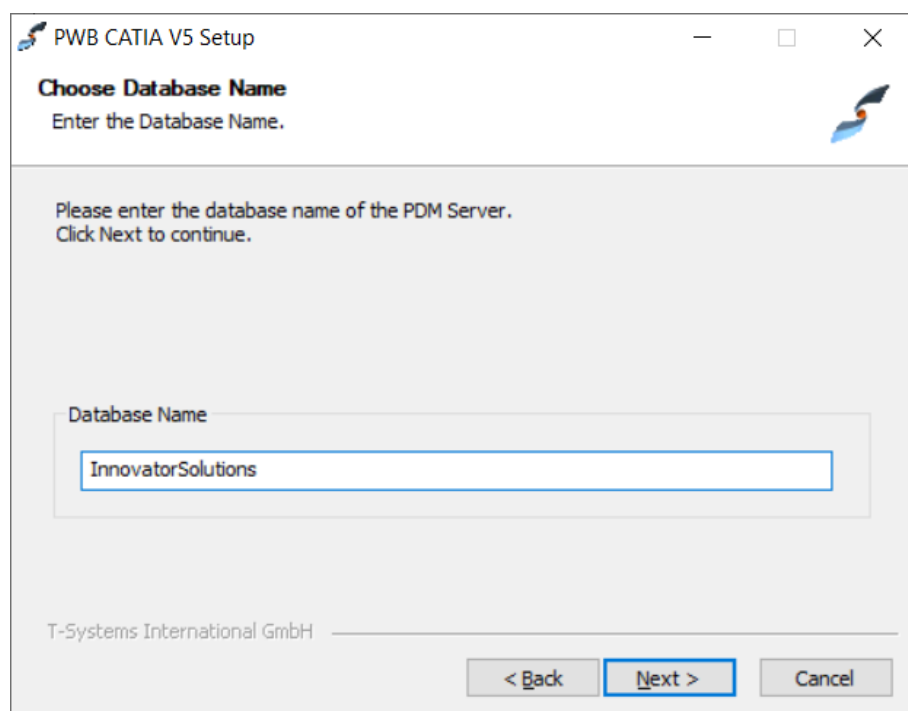 PWB CATIA V5 Setup
Choose Database Name
Enter the Database Name.
Please enter the database name of the PDM Server.
Click Next to continue.
Database Name
InnovatorSolutions
T-Systems International GmbH
< Back Next > Cancel